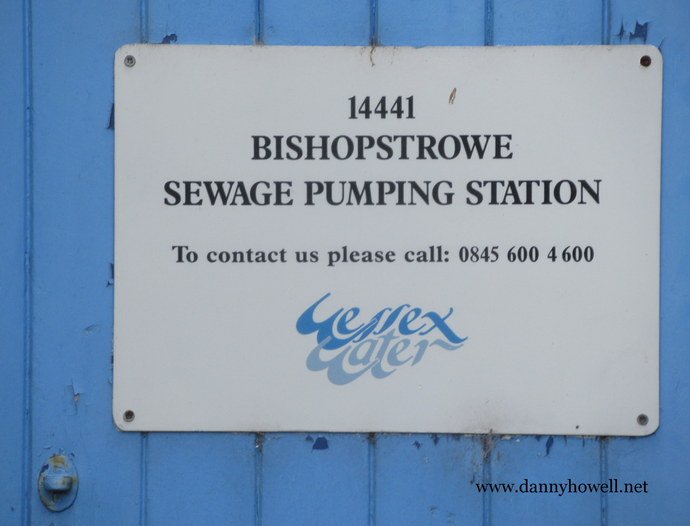 14441
BISHOPSTROWE
SEWAGE PUMPING STATION
To contact us please call: 0845 600 4 600
Wessex
Water
www.dannyhowell.net